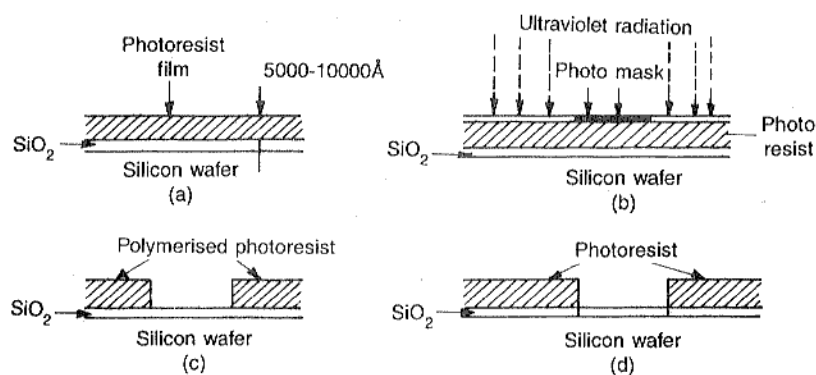 Photoresist
film
5000-10000Å
SiO₂
Silicon wafer
(a)
Ultraviolet radiation
Photo mask
Photo
resist
SiO₂
Silicon wafer
(b)
Polymerised photoresist
SiO₂
Silicon wafer
(c)
Photoresist
SiO₂
Silicon wafer
(d)